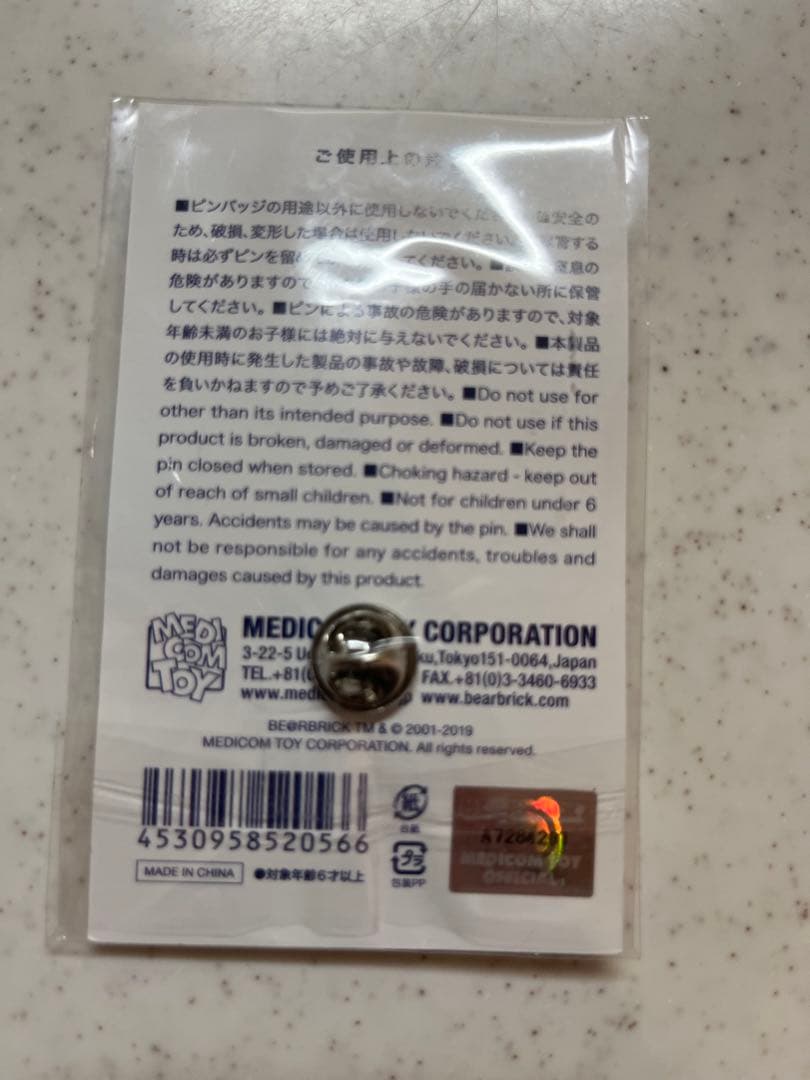 ご使用上の
■ピンバッジの用途以外に使用しないでくだ 安全の
ため、破損、変形した場合は使用しないでください。 管する
時は必ずピンを留 てください。■ 窒息の
危険がありますので 様の手の届かない所に保管
してください。■ピンによる事故の危険がありますので、対象
年齢未満のお子様には絶対に与えないでください。■本製品
の使用時に発生した製品の事故や故障、破損については責任
を負いかねますので予めご了承ください。■Do not use for
other than its intended purpose. ■Do not use if this
product is broken, damaged or deformed. ■Keep the
pin closed when stored. ■Choking hazard - keep out
of reach of small children. ■Not for children under 6
years. Accidents may be caused by the pin. ■We shall
not be responsible for any accidents, troubles and
damages caused by this product.
MEDI
COM
TOY
MEDIC Y CORPORATION
3-22-5 ku,Tokyo151-0064,Japan
TEL.+81(0 FAX.+81(0)3-3460-6933
www.medi p www.bearbrick.com
BE@RBRICK TM & © 2001-2019
MEDICOM TOY CORPORATION. All rights reserved.
4530958520566
MADE IN CHINA ●対象年齢6才以上
紙
台紙
プラ
包装PP
MEDICOM TOY
OFFICIAL